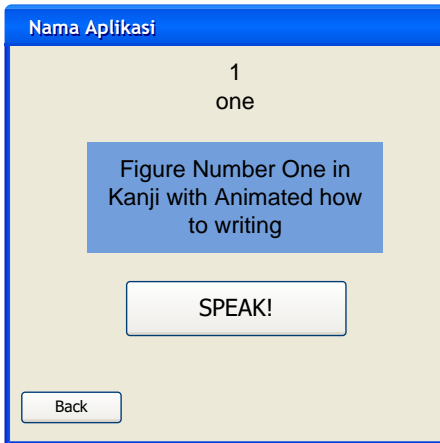 Nama Aplikasi
1
one
Figure Number One in
Kanji with Animated how
to writing
SPEAK!
Back